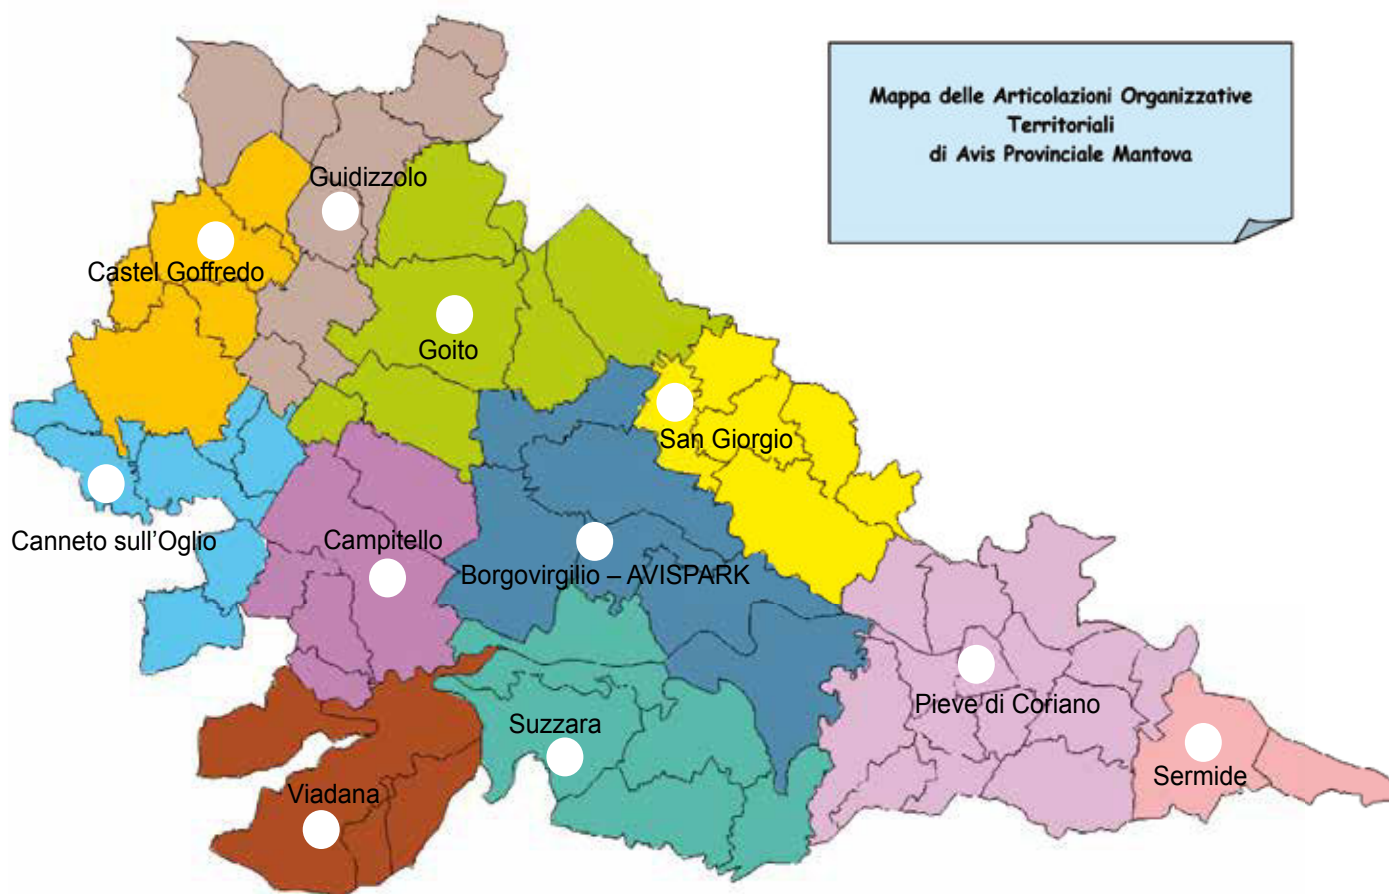 Mappa delle Articolazioni Organizzative
Territoriali
di Avis Provinciale Mantova
Guidizzolo
Castel Goffredo
Goito
San Giorgio
Canneto sull’Oglio
Campitello
Borgovirgilio – AVISPARK
Pieve di Coriano
Suzzara
Sermide
Viadana